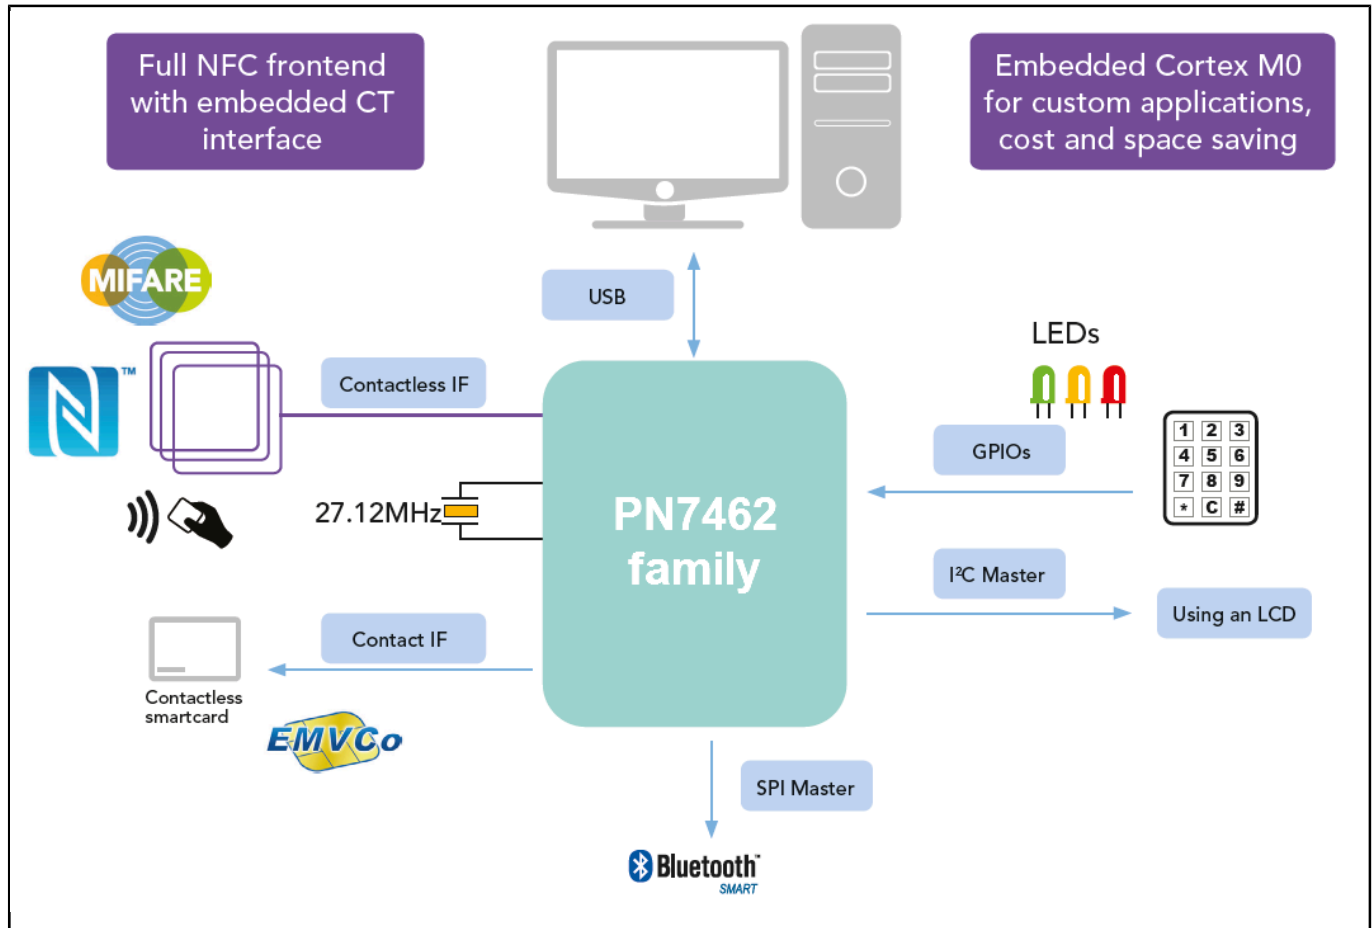 Full NFC frontend
with embedded CT
interface
Embedded Cortex M0
for custom applications,
cost and space saving
MIFARE
USB
LEDs
N™
Contactless IF
GPIOs
1 2 3
4 5 6
7 8 9
* C #
27.12MHz
PN7462
family
I²C Master
Using an LCD
Contact IF
Contactless
smartcard
EMVCo
SPI Master
Bluetooth™
SMART